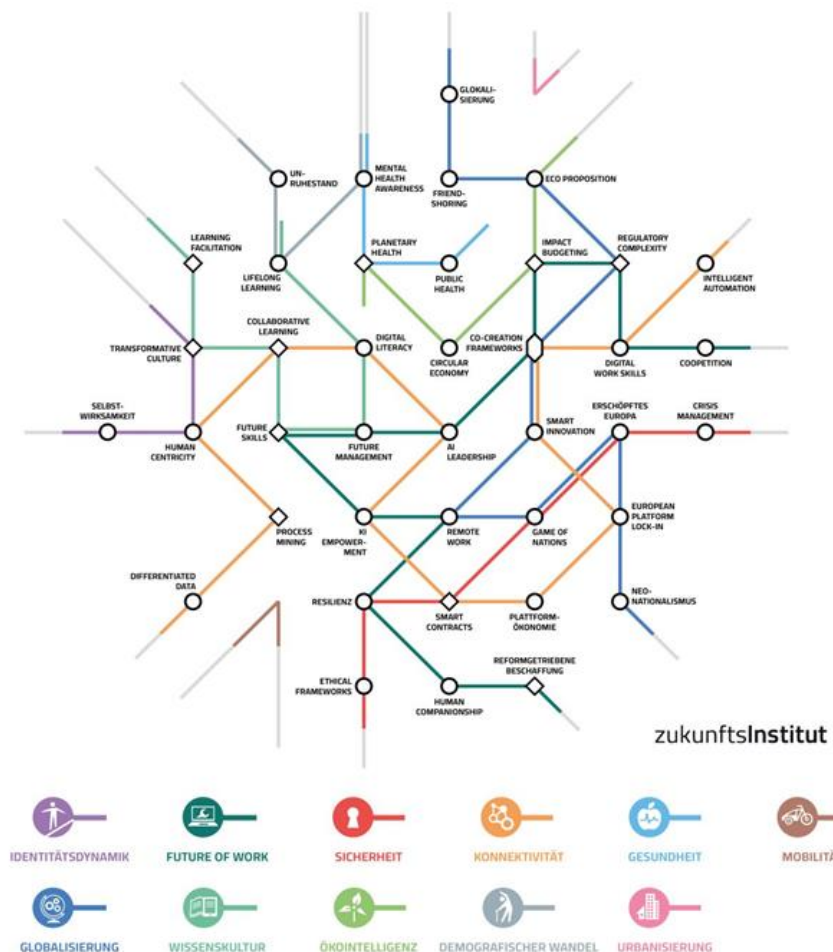 GLOKALI-
SIERUNG
UN-
RUHESTAND
MENTAL
HEALTH
AWARENESS
FRIEND-
SHORING
ECO PROPOSITION
LEARNING
FACILITATION
LIFELONG
LEARNING
PLANETARY
HEALTH
PUBLIC
HEALTH
IMPACT
BUDGETING
REGULATORY
COMPLEXITY
INTELLIGENT
AUTOMATION
TRANSFORMATIVE
CULTURE
COLLABORATIVE
LEARNING
DIGITAL
LITERACY
CIRCULAR
ECONOMY
CO-CREATION
FRAMEWORKS
DIGITAL
WORK SKILLS
COOPETITION
SELBST-
WIRKSAMKEIT
HUMAN
CENTRICITY
FUTURE
SKILLS
FUTURE
MANAGEMENT
AI
LEADERSHIP
SMART
INNOVATION
ERSCHÖPFTES
EUROPA
CRISIS
MANAGEMENT
PROCESS
MINING
KI
EMPOWER-
MENT
REMOTE
WORK
GAME OF
NATIONS
EUROPEAN
PLATFORM
LOCK-IN
DIFFERENTIATED
DATA
RESILIENZ
SMART
CONTRACTS
PLATTFORM-
ÖKONOMIE
NEO-
NATIONALISMUS
ETHICAL
FRAMEWORKS
HUMAN
COMPANIONSHIP
REFORMGETRIEBENE
BESCHAFFUNG
zukunftsInstitut
IDENTITÄTSDYNAMIK
FUTURE OF WORK
SICHERHEIT
KONNEKTIVITÄT
GESUNDHEIT
MOBILITÄ
GLOBALISIERUNG
WISSENSKULTUR
ÖKOINTELLIGENZ
DEMOGRAFISCHER WANDEL
URBANISIERUNG